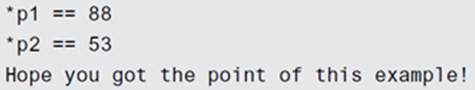 *p1 == 88
*p2 == 53
Hope you got the point of this example!